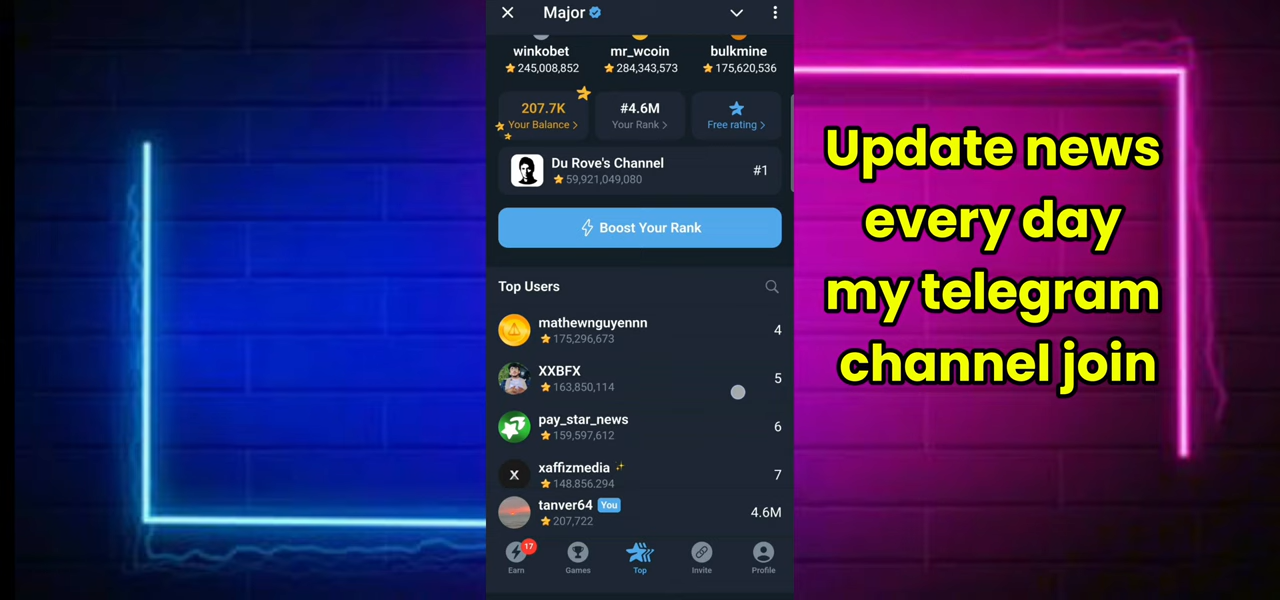 Major
winkobet
mr_wcoin
bulkmine
245,008,852
284,343,573
175,620,536
207.7K
#4.6M
Your Balance >
Your Rank >
Free rating >
Du Rove's Channel
59,921,049,080
#1
Boost Your Rank
Top Users
mathewnguyennn
175,296,673
4
XXBFX
163,850,114
5
pay_star_news
159,597,612
6
X
xaffizmedia
148,856,294
7
tanver64 You
207,722
4.6M
17
Earn
Games
Top
Invite
Profile
Update news
every day
my telegram
channel join